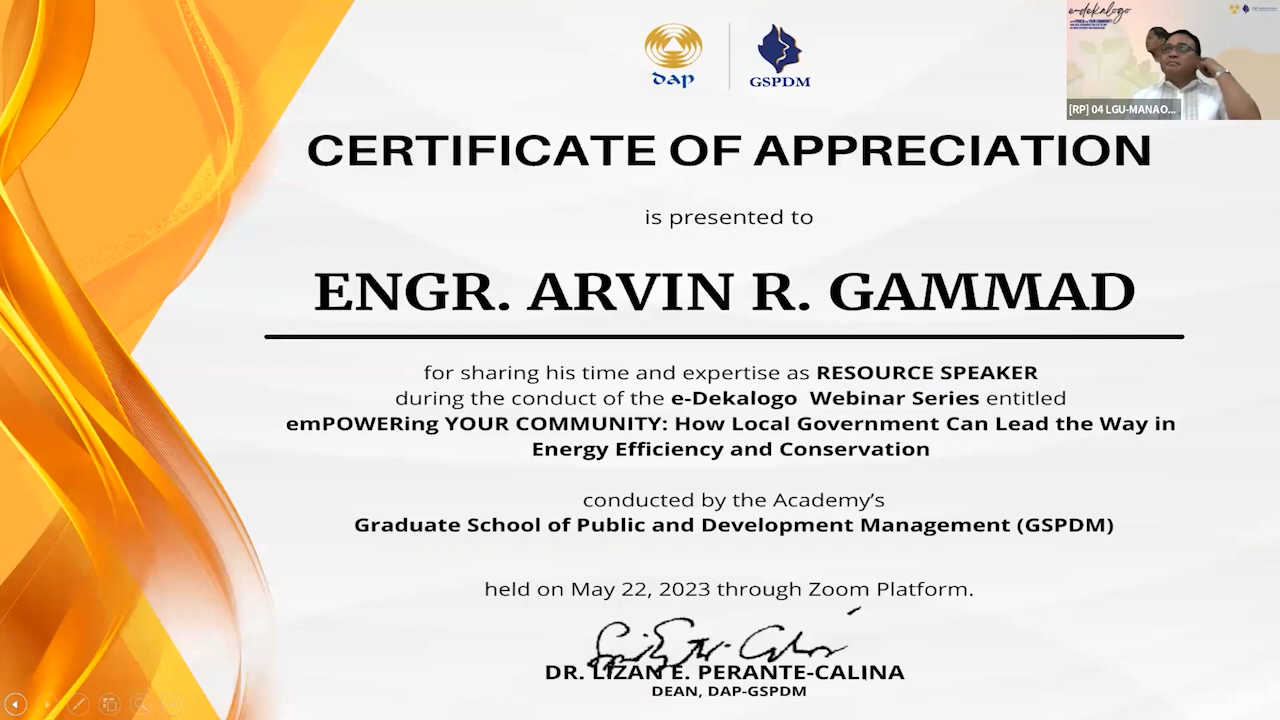 dap
GSPDM
e-dekalogo
[RP] 04 LGU-MANAO...
CERTIFICATE OF APPRECIATION
is presented to
ENGR. ARVIN R. GAMMAD
for sharing his time and expertise as RESOURCE SPEAKER
during the conduct of the e-Dekalogo Webinar Series entitled
emPOWERing YOUR COMMUNITY: How Local Government Can Lead the Way in
Energy Efficiency and Conservation
conducted by the Academy's
Graduate School of Public and Development Management (GSPDM)
held on May 22, 2023 through Zoom Platform.
DR. LIZAN E. PERANTE-CALINA
DEAN, DAP-GSPDM